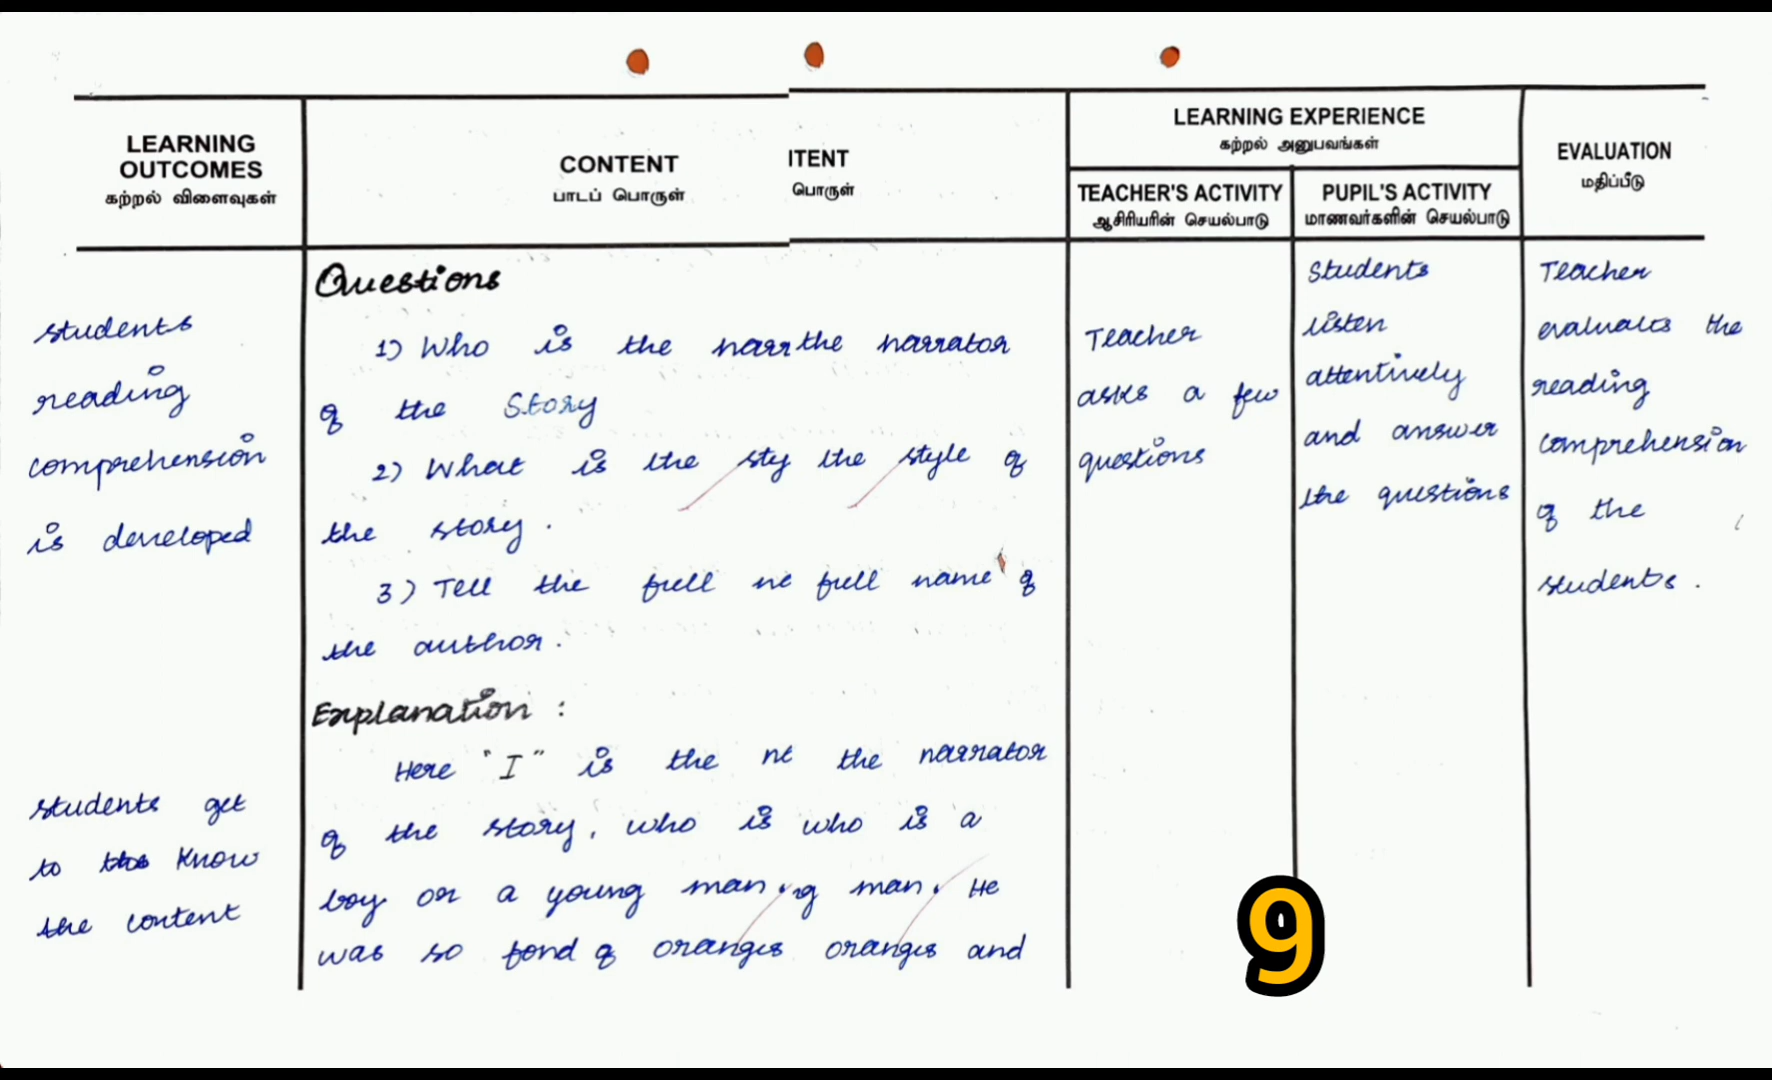 LEARNING
OUTCOMES
கற்றல் விளைவுகள்
CONTENT
பாடப் பொருள்
ITENT
பொருள்
LEARNING EXPERIENCE
கற்றல் அனுபவங்கள்
TEACHER'S ACTIVITY
ஆசிரியரின் செயல்பாடு
PUPIL'S ACTIVITY
மாணவர்களின் செயல்பாடு
EVALUATION
மதிப்பீடு
students
reading
comprehension
is developed
students get
to the know
the content
Questions
1) Who is the narr the narrator
of the Story
2) What is the sty the style of
the story.
3) Tell the full ne full name of
the author.
Explanation :
Here "I" is the nt the narrator
of the story, who is who is a
boy or a young man, ng man, He
was so fond of oranges oranges and
Teacher
asks a few
questions
Students
listen
attentively
and answer
the questions
Teacher
evaluates the
reading
comprehension
of the
students.
9